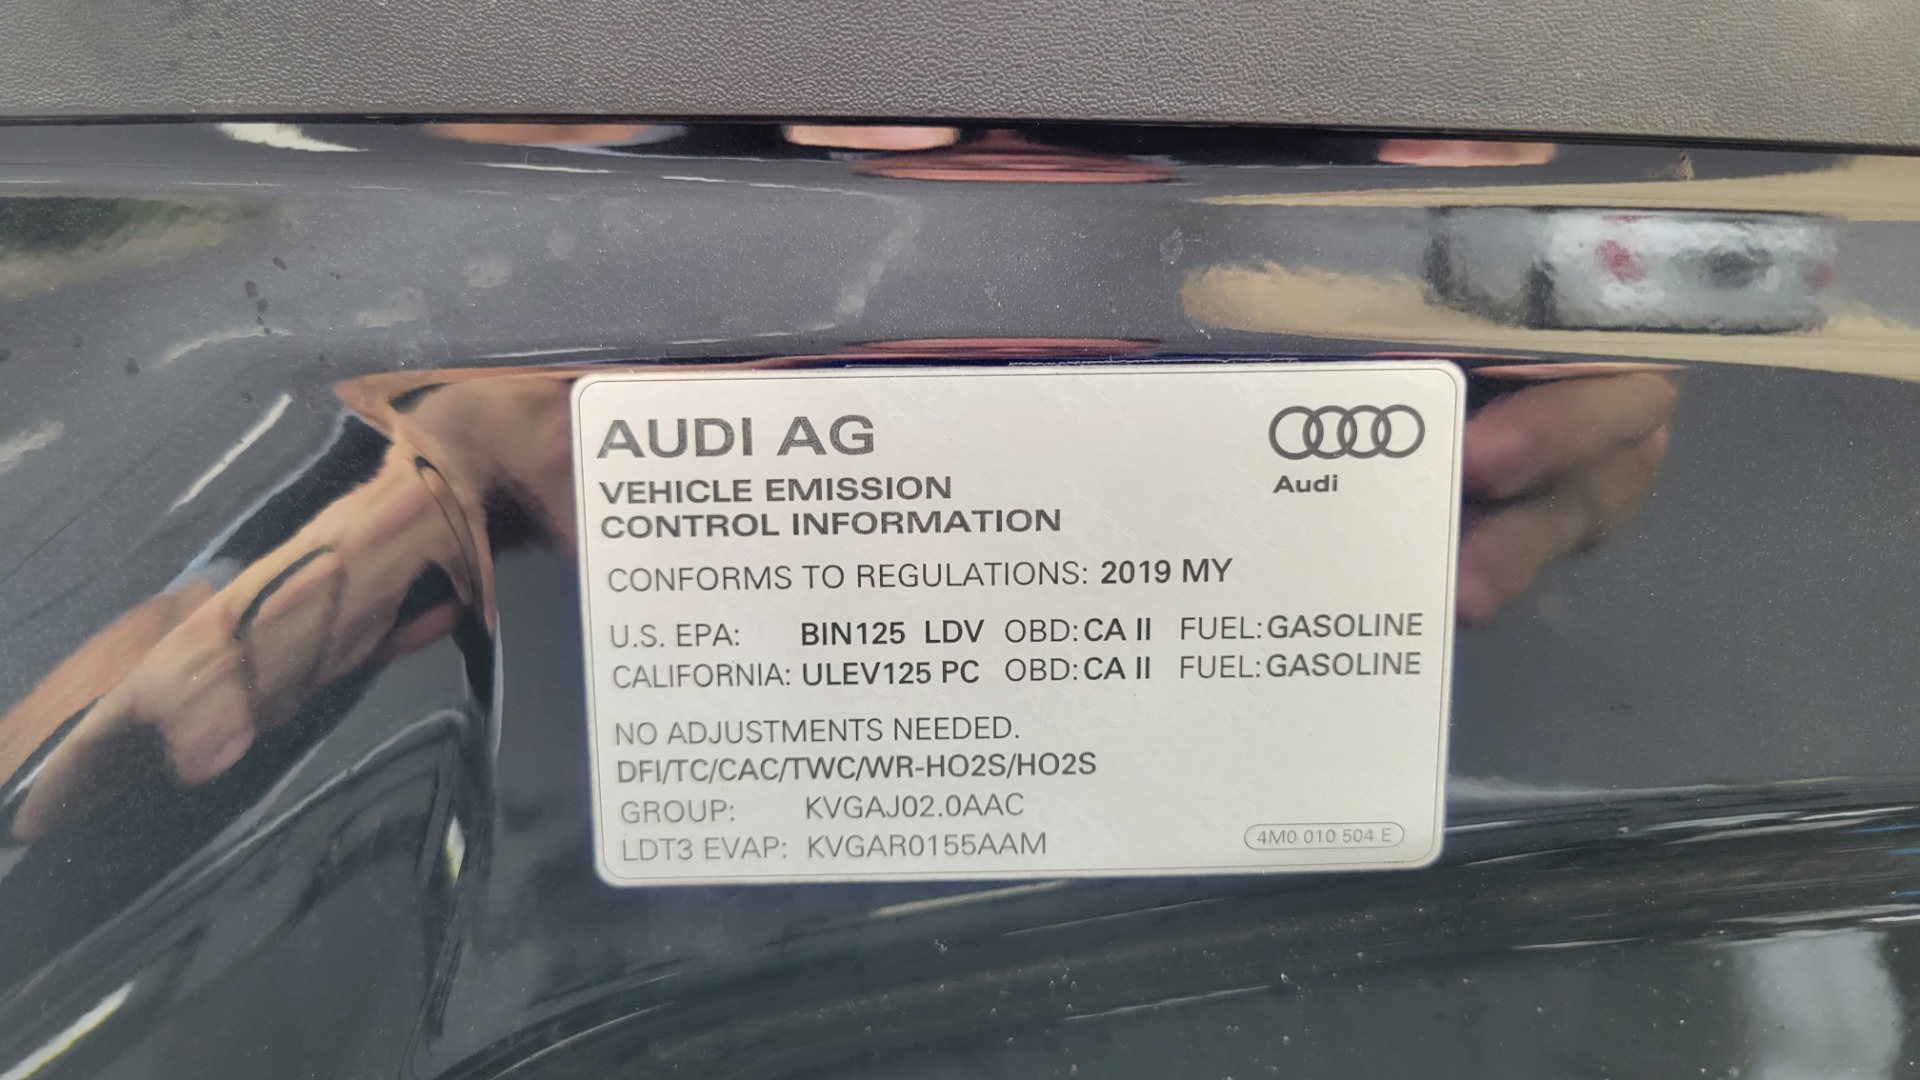 AUDI AG
Audi
VEHICLE EMISSION
CONTROL INFORMATION
CONFORMS TO REGULATIONS: 2019 MY
U.S. EPA: BIN125 LDV OBD: CA II FUEL: GASOLINE
CALIFORNIA: ULEV125 PC OBD: CA II FUEL: GASOLINE
NO ADJUSTMENTS NEEDED.
DFI/TC/CAC/TWC/WR-HO2S/HO2S
GROUP: KVGAJ02.0AAC
LDT3 EVAP: KVGAR0155AAM
4M0 010 504 E